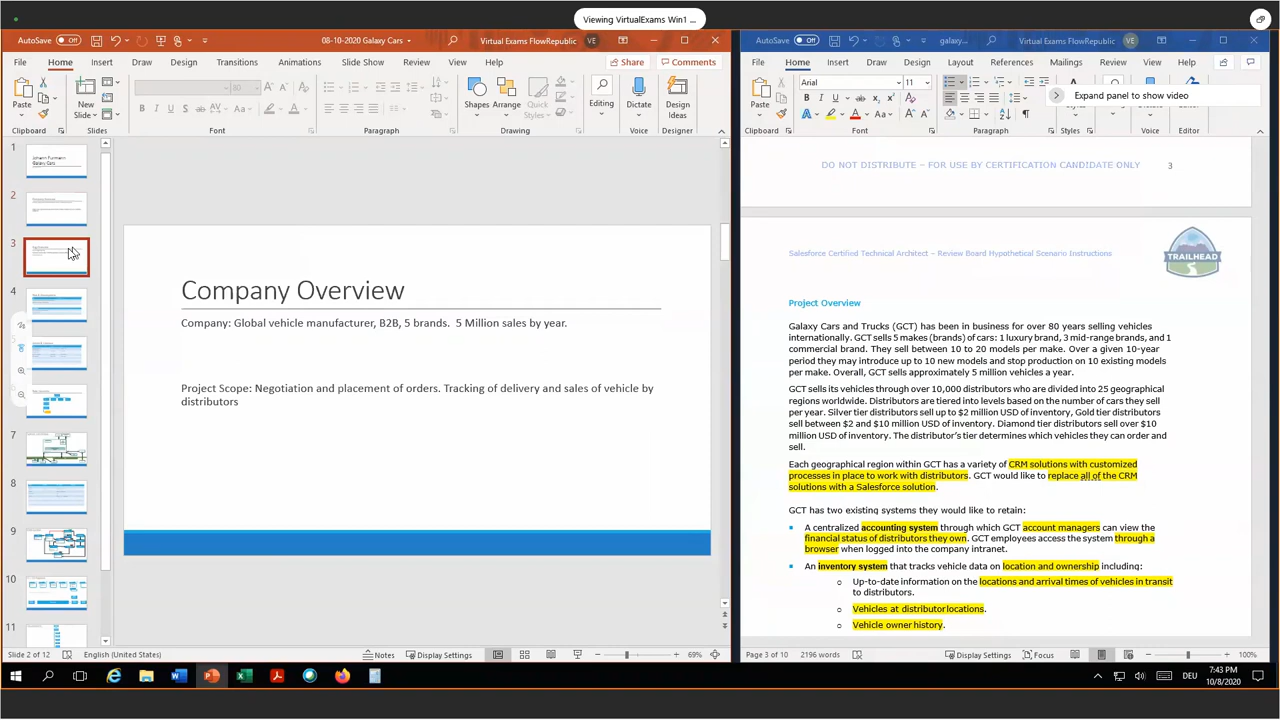 Viewing VirtualExams Win1 ...
AutoSave Off
08-10-2020 Galaxy Cars
Virtual Exams FlowRepublic VE
File Home Insert Draw Design Transitions Animations Slide Show Review View Help
Share Comments
Paste
New
Slide
Shapes Arrange Quick
Styles
Editing Dictate Design
Ideas
Clipboard Slides Font Paragraph Drawing Voice Designer
1
Johann Furmann
Galaxy Cars
2
3
4
7
8
9
10
11
Company Overview
Company: Global vehicle manufacturer, B2B, 5 brands. 5 Million sales by year.
Project Scope: Negotiation and placement of orders. Tracking of delivery and sales of vehicle by
distributors
Slide 2 of 12 English (United States) Notes Display Settings 69%
AutoSave Off galaxy... Virtual Exams FlowRepublic VE
File Home Insert Draw Design Layout References Mailings Review View Help
Paste
Arial 11
Expand panel to show video
Clipboard Font Paragraph Styles Voice Editor
DO NOT DISTRIBUTE – FOR USE BY CERTIFICATION CANDIDATE ONLY 3
Salesforce Certified Technical Architect – Review Board Hypothetical Scenario Instructions
TRAILHEAD
Project Overview
Galaxy Cars and Trucks (GCT) has been in business for over 80 years selling vehicles
internationally. GCT sells 5 makes (brands) of cars: 1 luxury brand, 3 mid-range brands, and 1
commercial brand. They sell between 10 to 20 models per make. Over a given 10-year
period they may introduce up to 10 new models and stop production on 10 existing models
per make. Overall, GCT sells approximately 5 million vehicles a year.
GCT sells its vehicles through over 10,000 distributors who are divided into 25 geographical
regions worldwide. Distributors are tiered into levels based on the number of cars they sell
per year. Silver tier distributors sell up to $2 million USD of inventory, Gold tier distributors
sell between $2 and $10 million USD of inventory. Diamond tier distributors sell over $10
million USD of inventory. The distributor's tier determines which vehicles they can order and
sell.
Each geographical region within GCT has a variety of CRM solutions with customized
processes in place to work with distributors. GCT would like to replace all of the CRM
solutions with a Salesforce solution.
GCT has two existing systems they would like to retain:
A centralized accounting system through which GCT account managers can view the
financial status of distributors they own. GCT employees access the system through a
browser when logged into the company intranet.
An inventory system that tracks vehicle data on location and ownership including:
Up-to-date information on the locations and arrival times of vehicles in transit
to distributors.
Vehicles at distributor locations.
Vehicle owner history.
Page 3 of 10 2196 words Display Settings Focus 100%
DEU
7:43 PM
10/8/2020